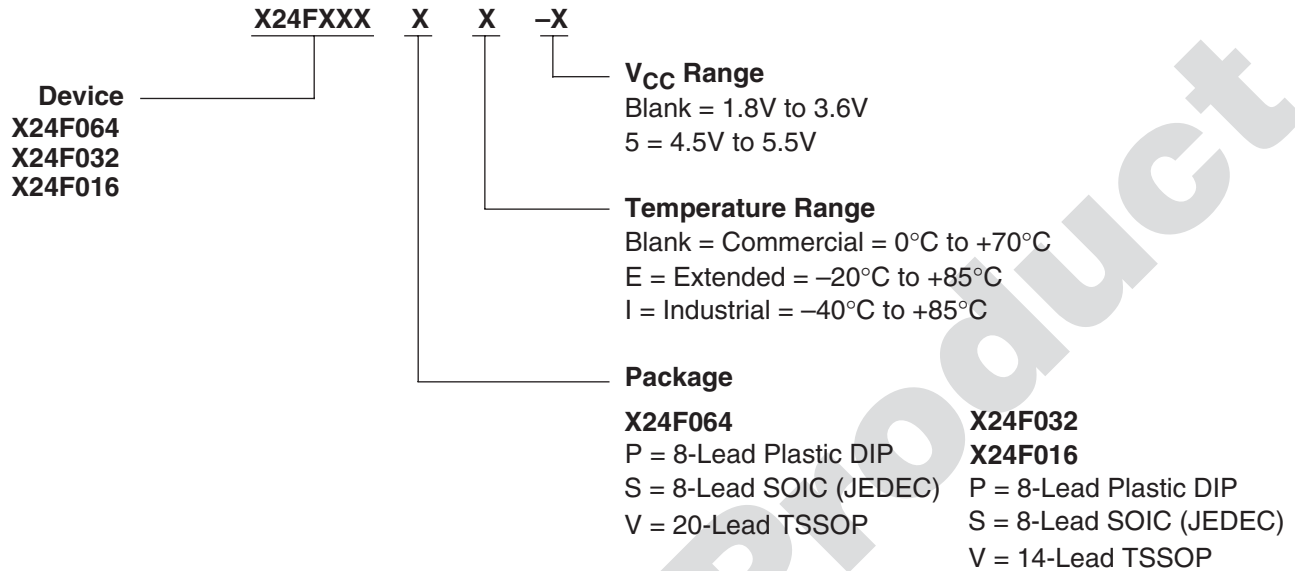 X24FXXX X X –X
Device
X24F064
X24F032
X24F016
VCC Range
Blank = 1.8V to 3.6V
5 = 4.5V to 5.5V
Temperature Range
Blank = Commercial = 0°C to +70°C
E = Extended = –20°C to +85°C
I = Industrial = –40°C to +85°C
Package
X24F064
P = 8-Lead Plastic DIP
S = 8-Lead SOIC (JEDEC)
V = 20-Lead TSSOP
X24F032
X24F016
P = 8-Lead Plastic DIP
S = 8-Lead SOIC (JEDEC)
V = 14-Lead TSSOP
Product